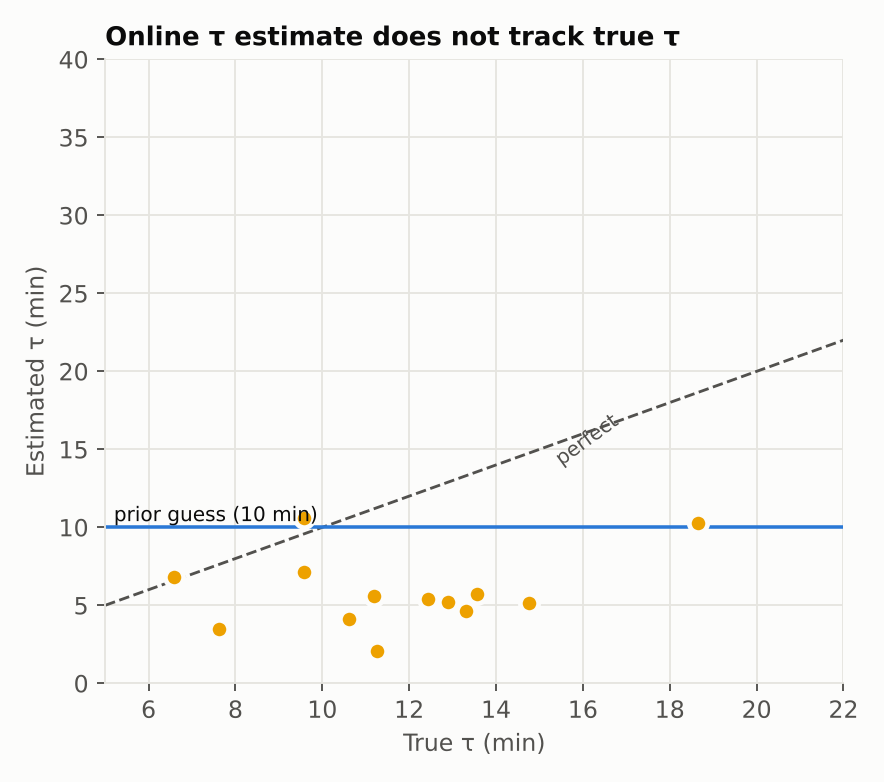 Online τ estimate does not track true τ
40
35
30
25
20
15
10
5
0
Estimated τ (min)
perfect
prior guess (10 min)
6 8 10 12 14 16 18 20 22
True τ (min)